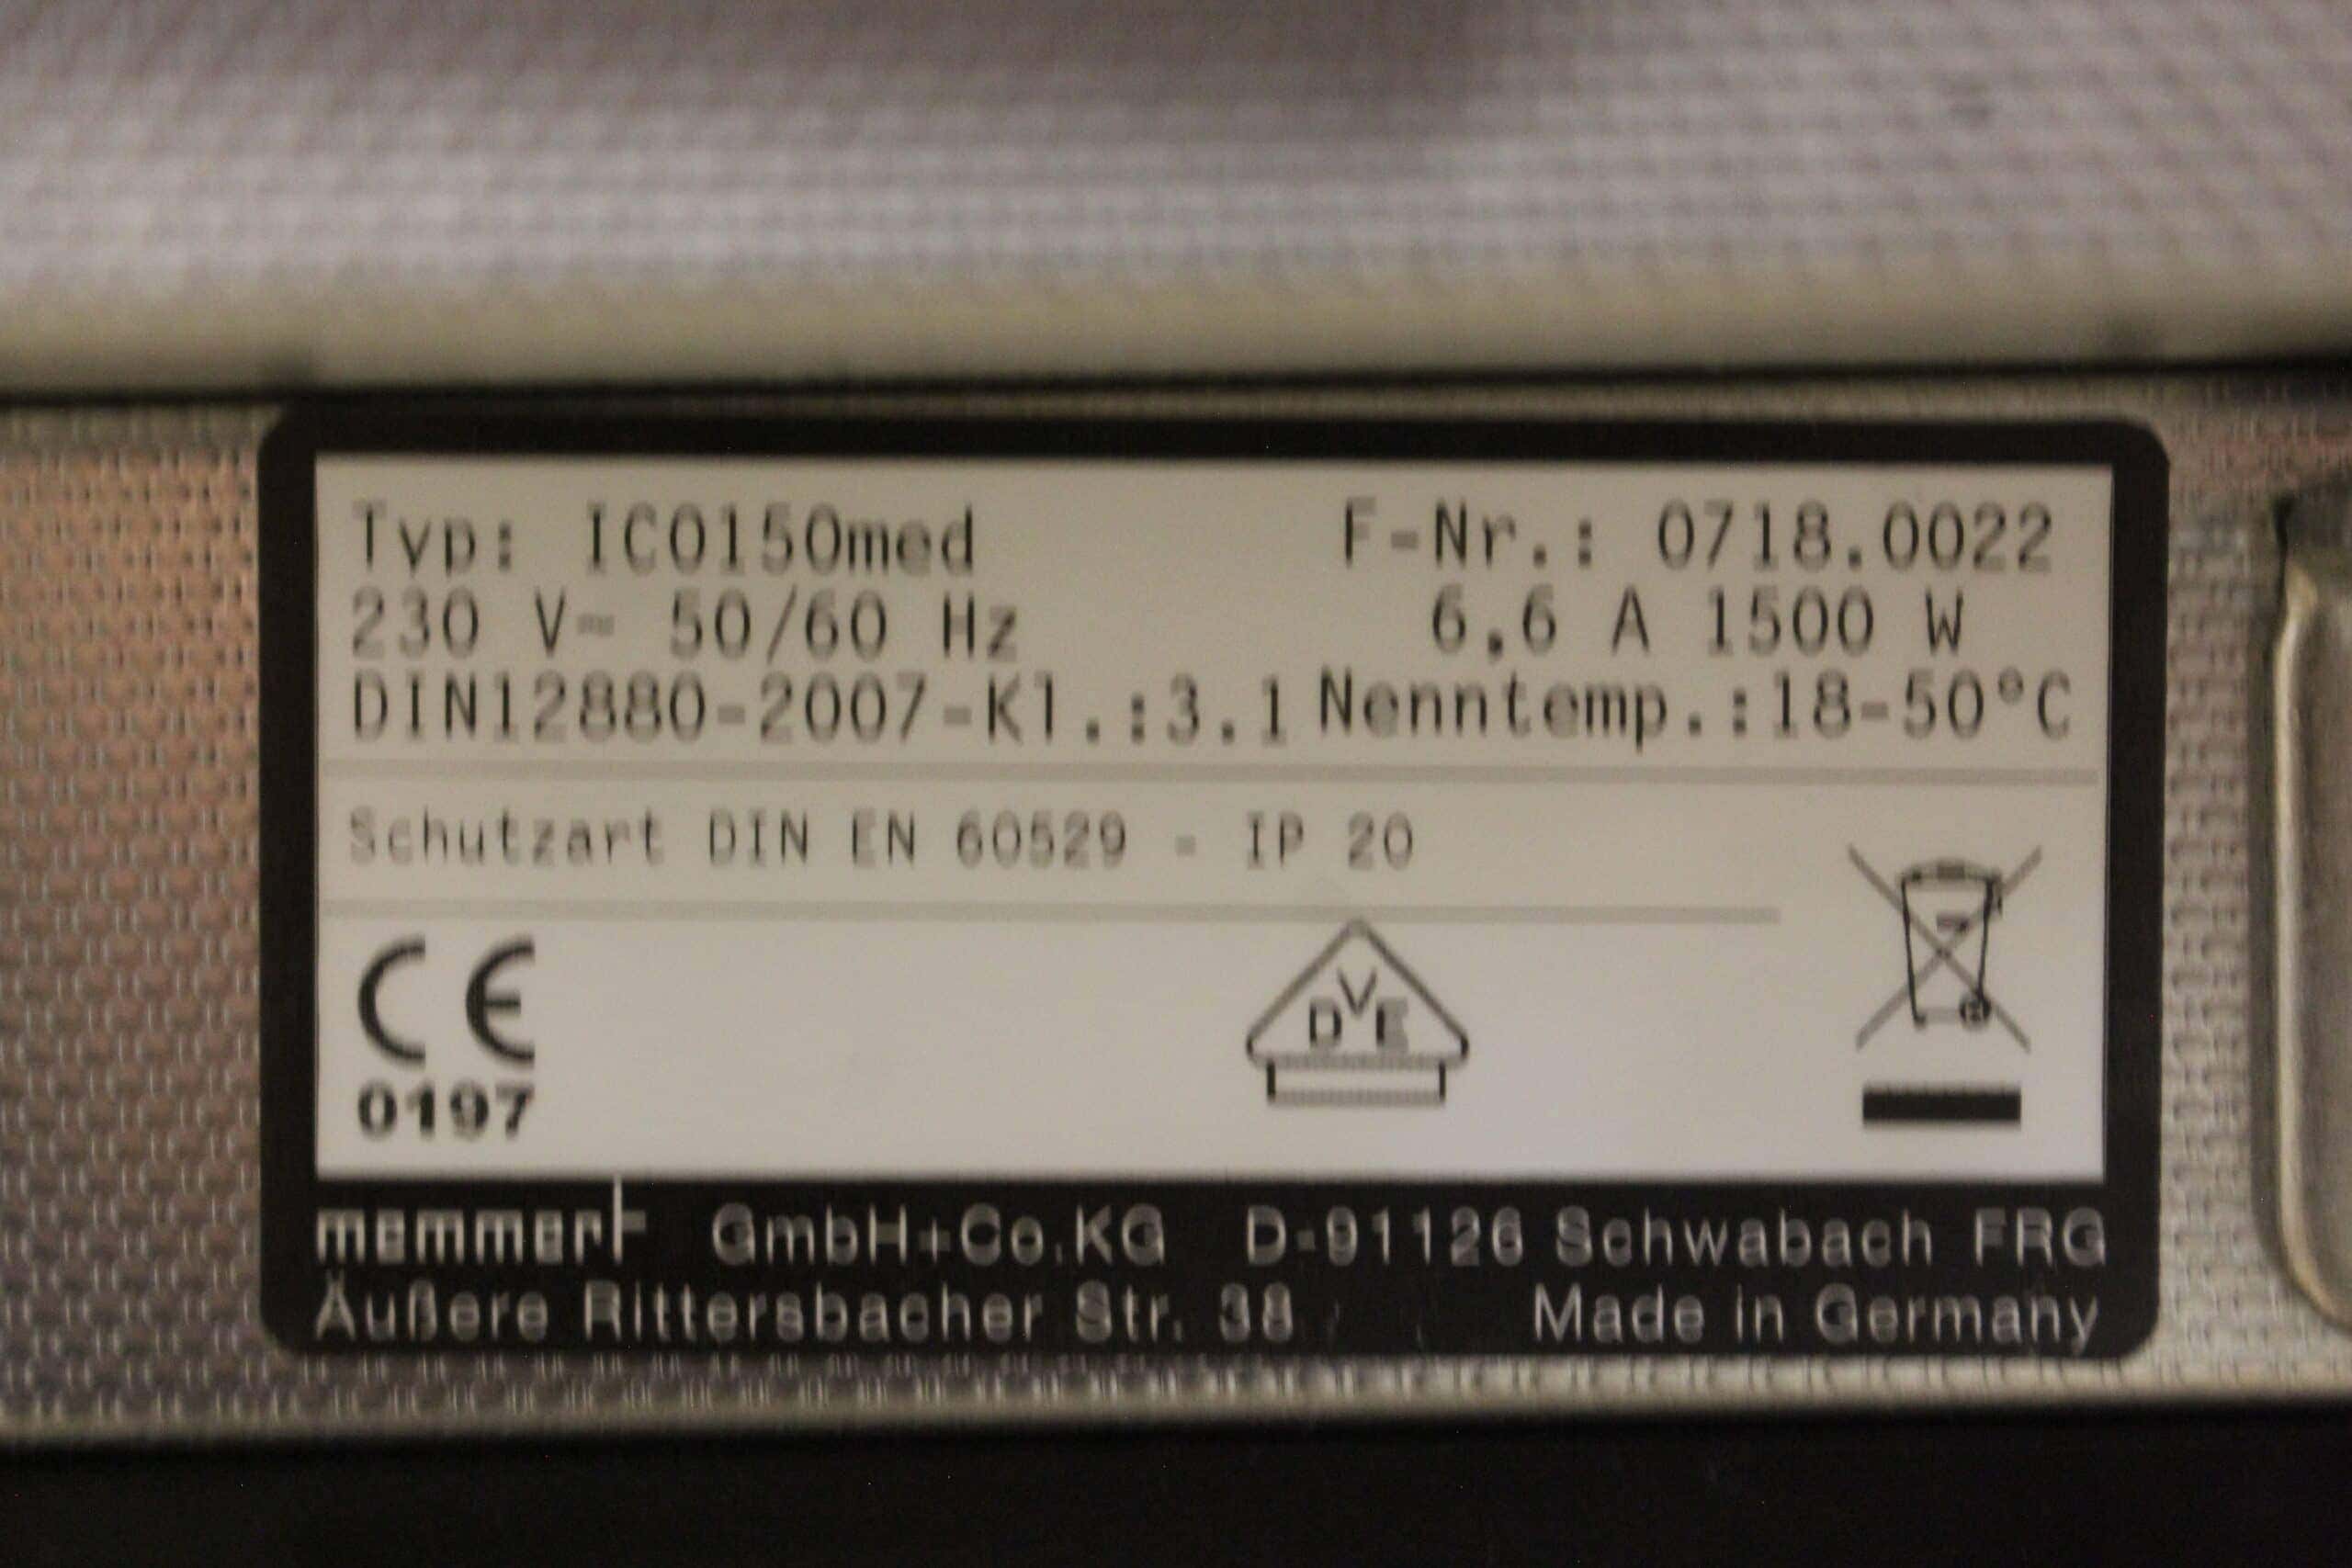 Typ: ICO150med F-Nr.: 0718.0022
230 V≈ 50/60 Hz 6,6 A 1500 W
DIN12880-2007-Kl.:3.1 Nenntemp.:18-50°C
Schutzart DIN EN 60529 - IP 20
CE
0197
DVE
memmert GmbH+Co.KG D-91126 Schwabach FRG
Äußere Rittersbacher Str. 38 Made in Germany